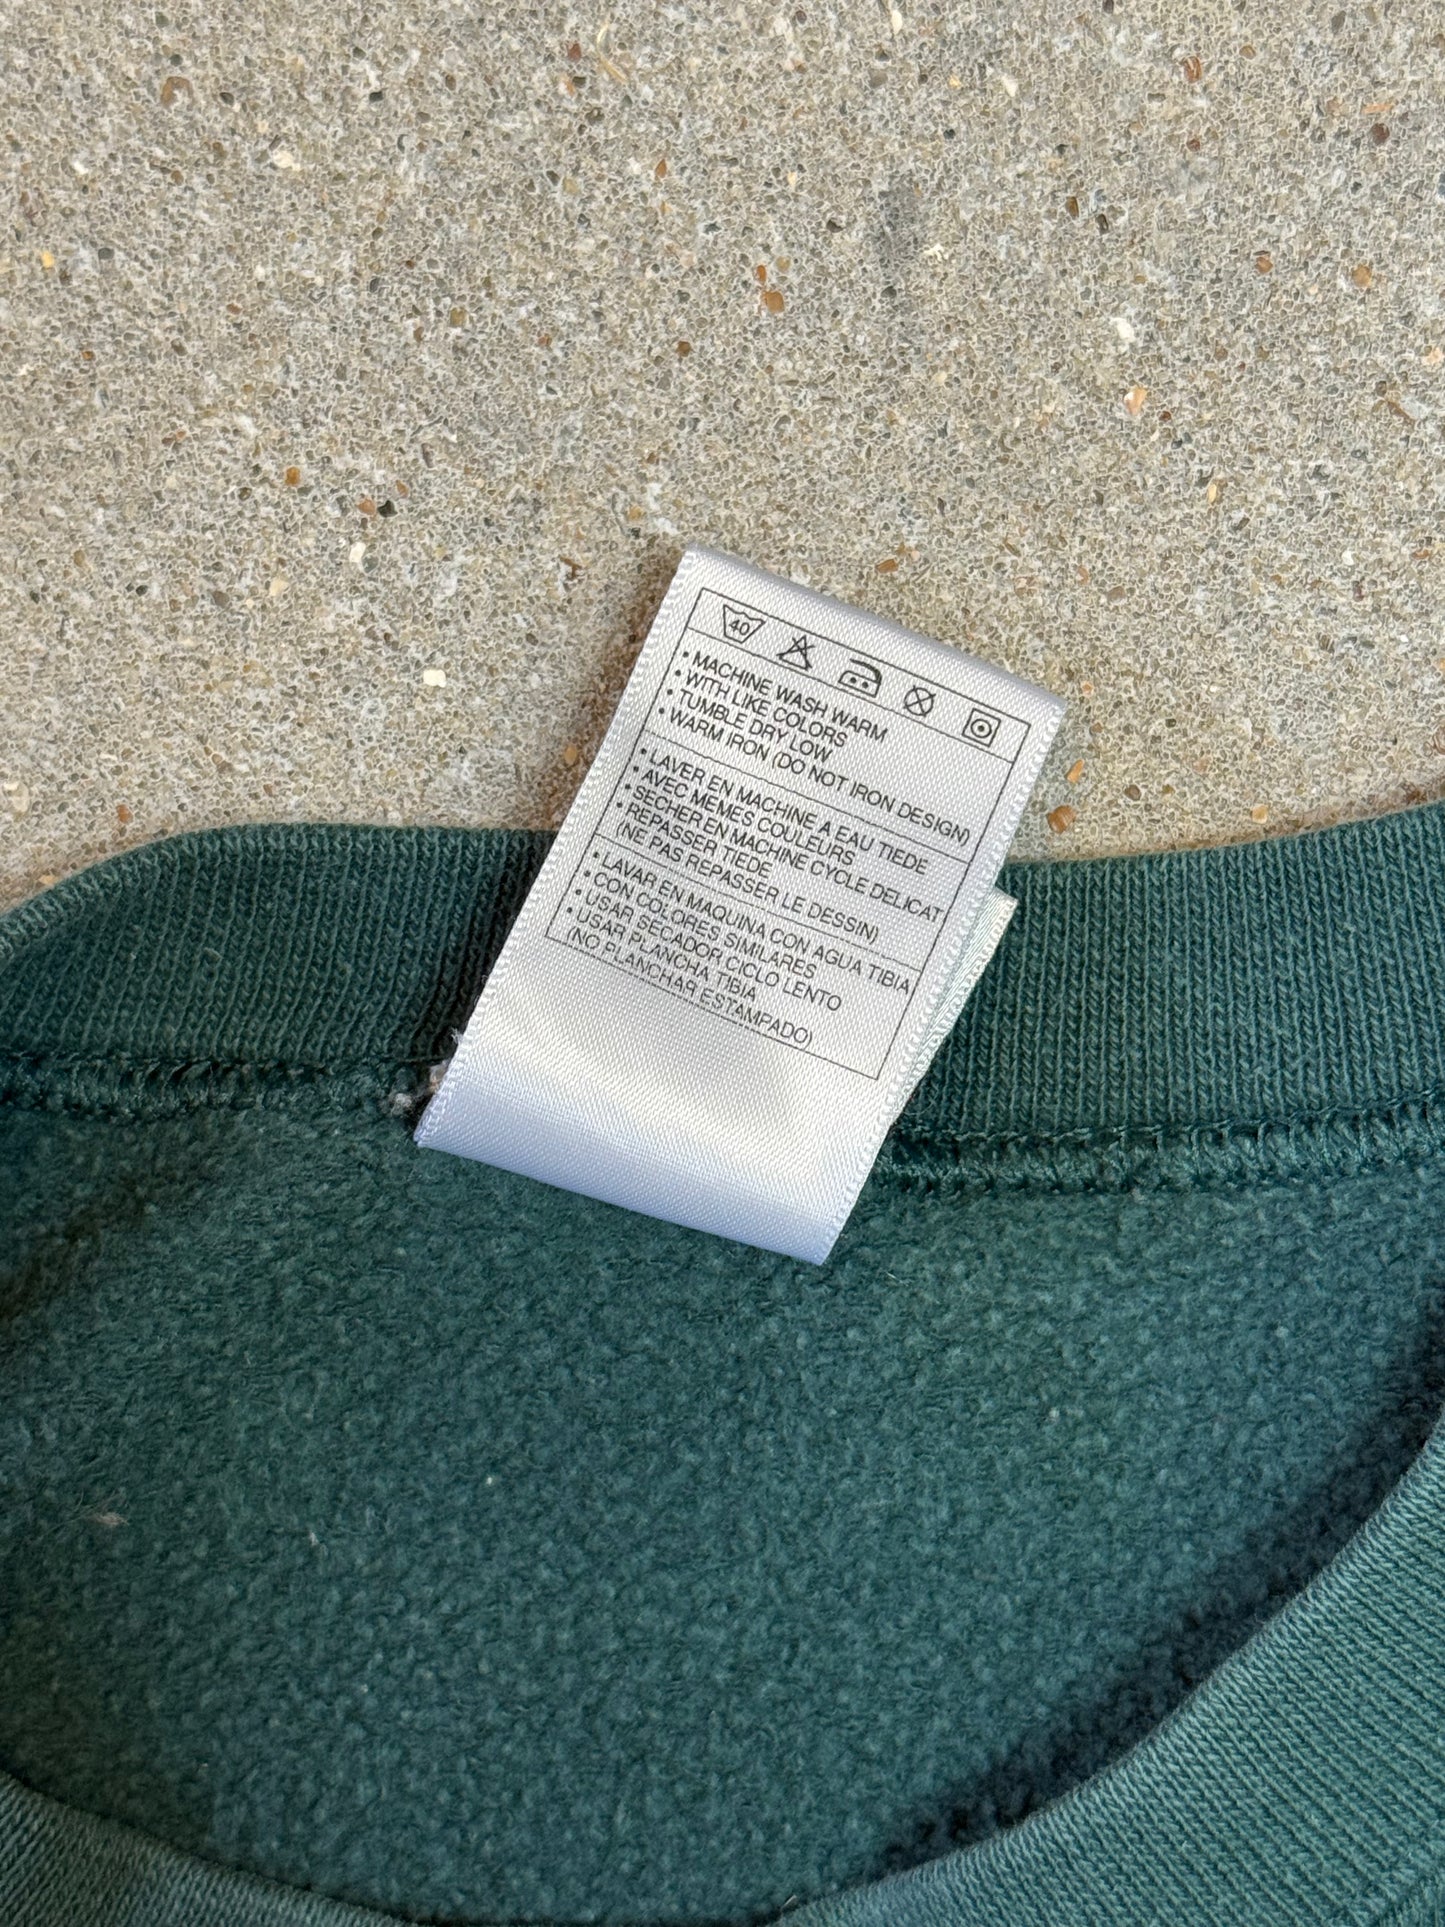 40
• MACHINE WASH WARM
• WITH LIKE COLORS
• TUMBLE DRY LOW
• WARM IRON (DO NOT IRON DESIGN)
• LAVER EN MACHINE A EAU TIEDE
• AVEC MEMES COULEURS
• SECHER EN MACHINE CYCLE DELICAT
• REPASSER TIEDE
(NE PAS REPASSER LE DESSIN)
• LAVAR EN MAQUINA CON AGUA TIBIA
• CON COLORES SIMILARES
• USAR SECADOR CICLO LENTO
• USAR PLANCHA TIBIA
(NO PLANCHAR ESTAMPADO)